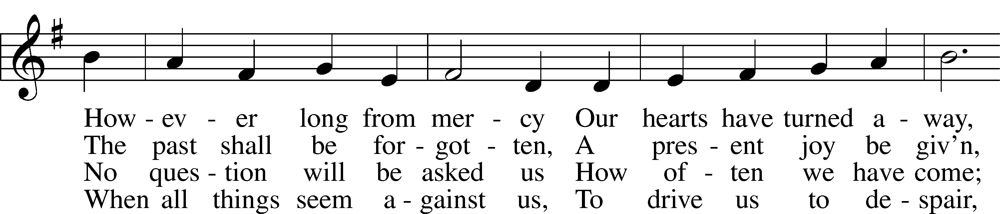 How - ev - er long from mer - cy Our hearts have turned a - way,
The past shall be for - got - ten, A pres - ent joy be giv'n,
No ques - tion will be asked us How of - ten we have come;
When all things seem a - gainst us, To drive us to de - spair,